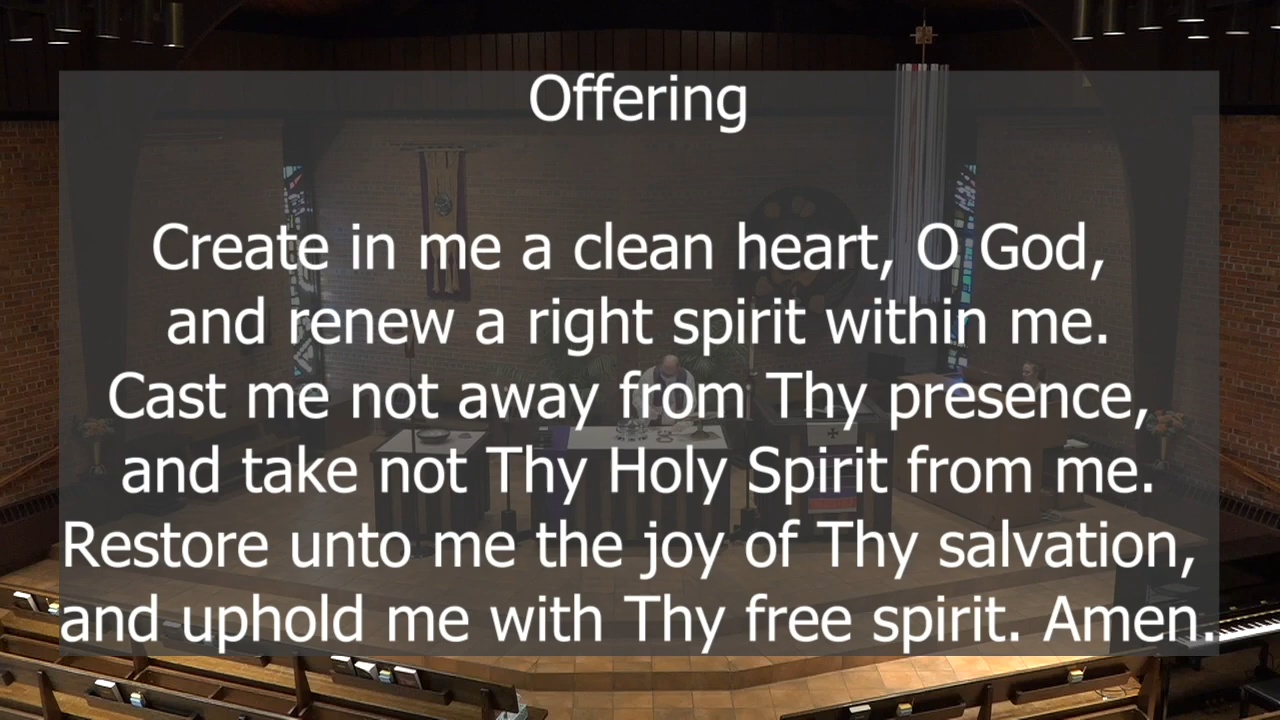 Offering
Create in me a clean heart, O God,
and renew a right spirit within me.
Cast me not away from Thy presence,
and take not Thy Holy Spirit from me.
Restore unto me the joy of Thy salvation,
and uphold me with Thy free spirit. Amen.